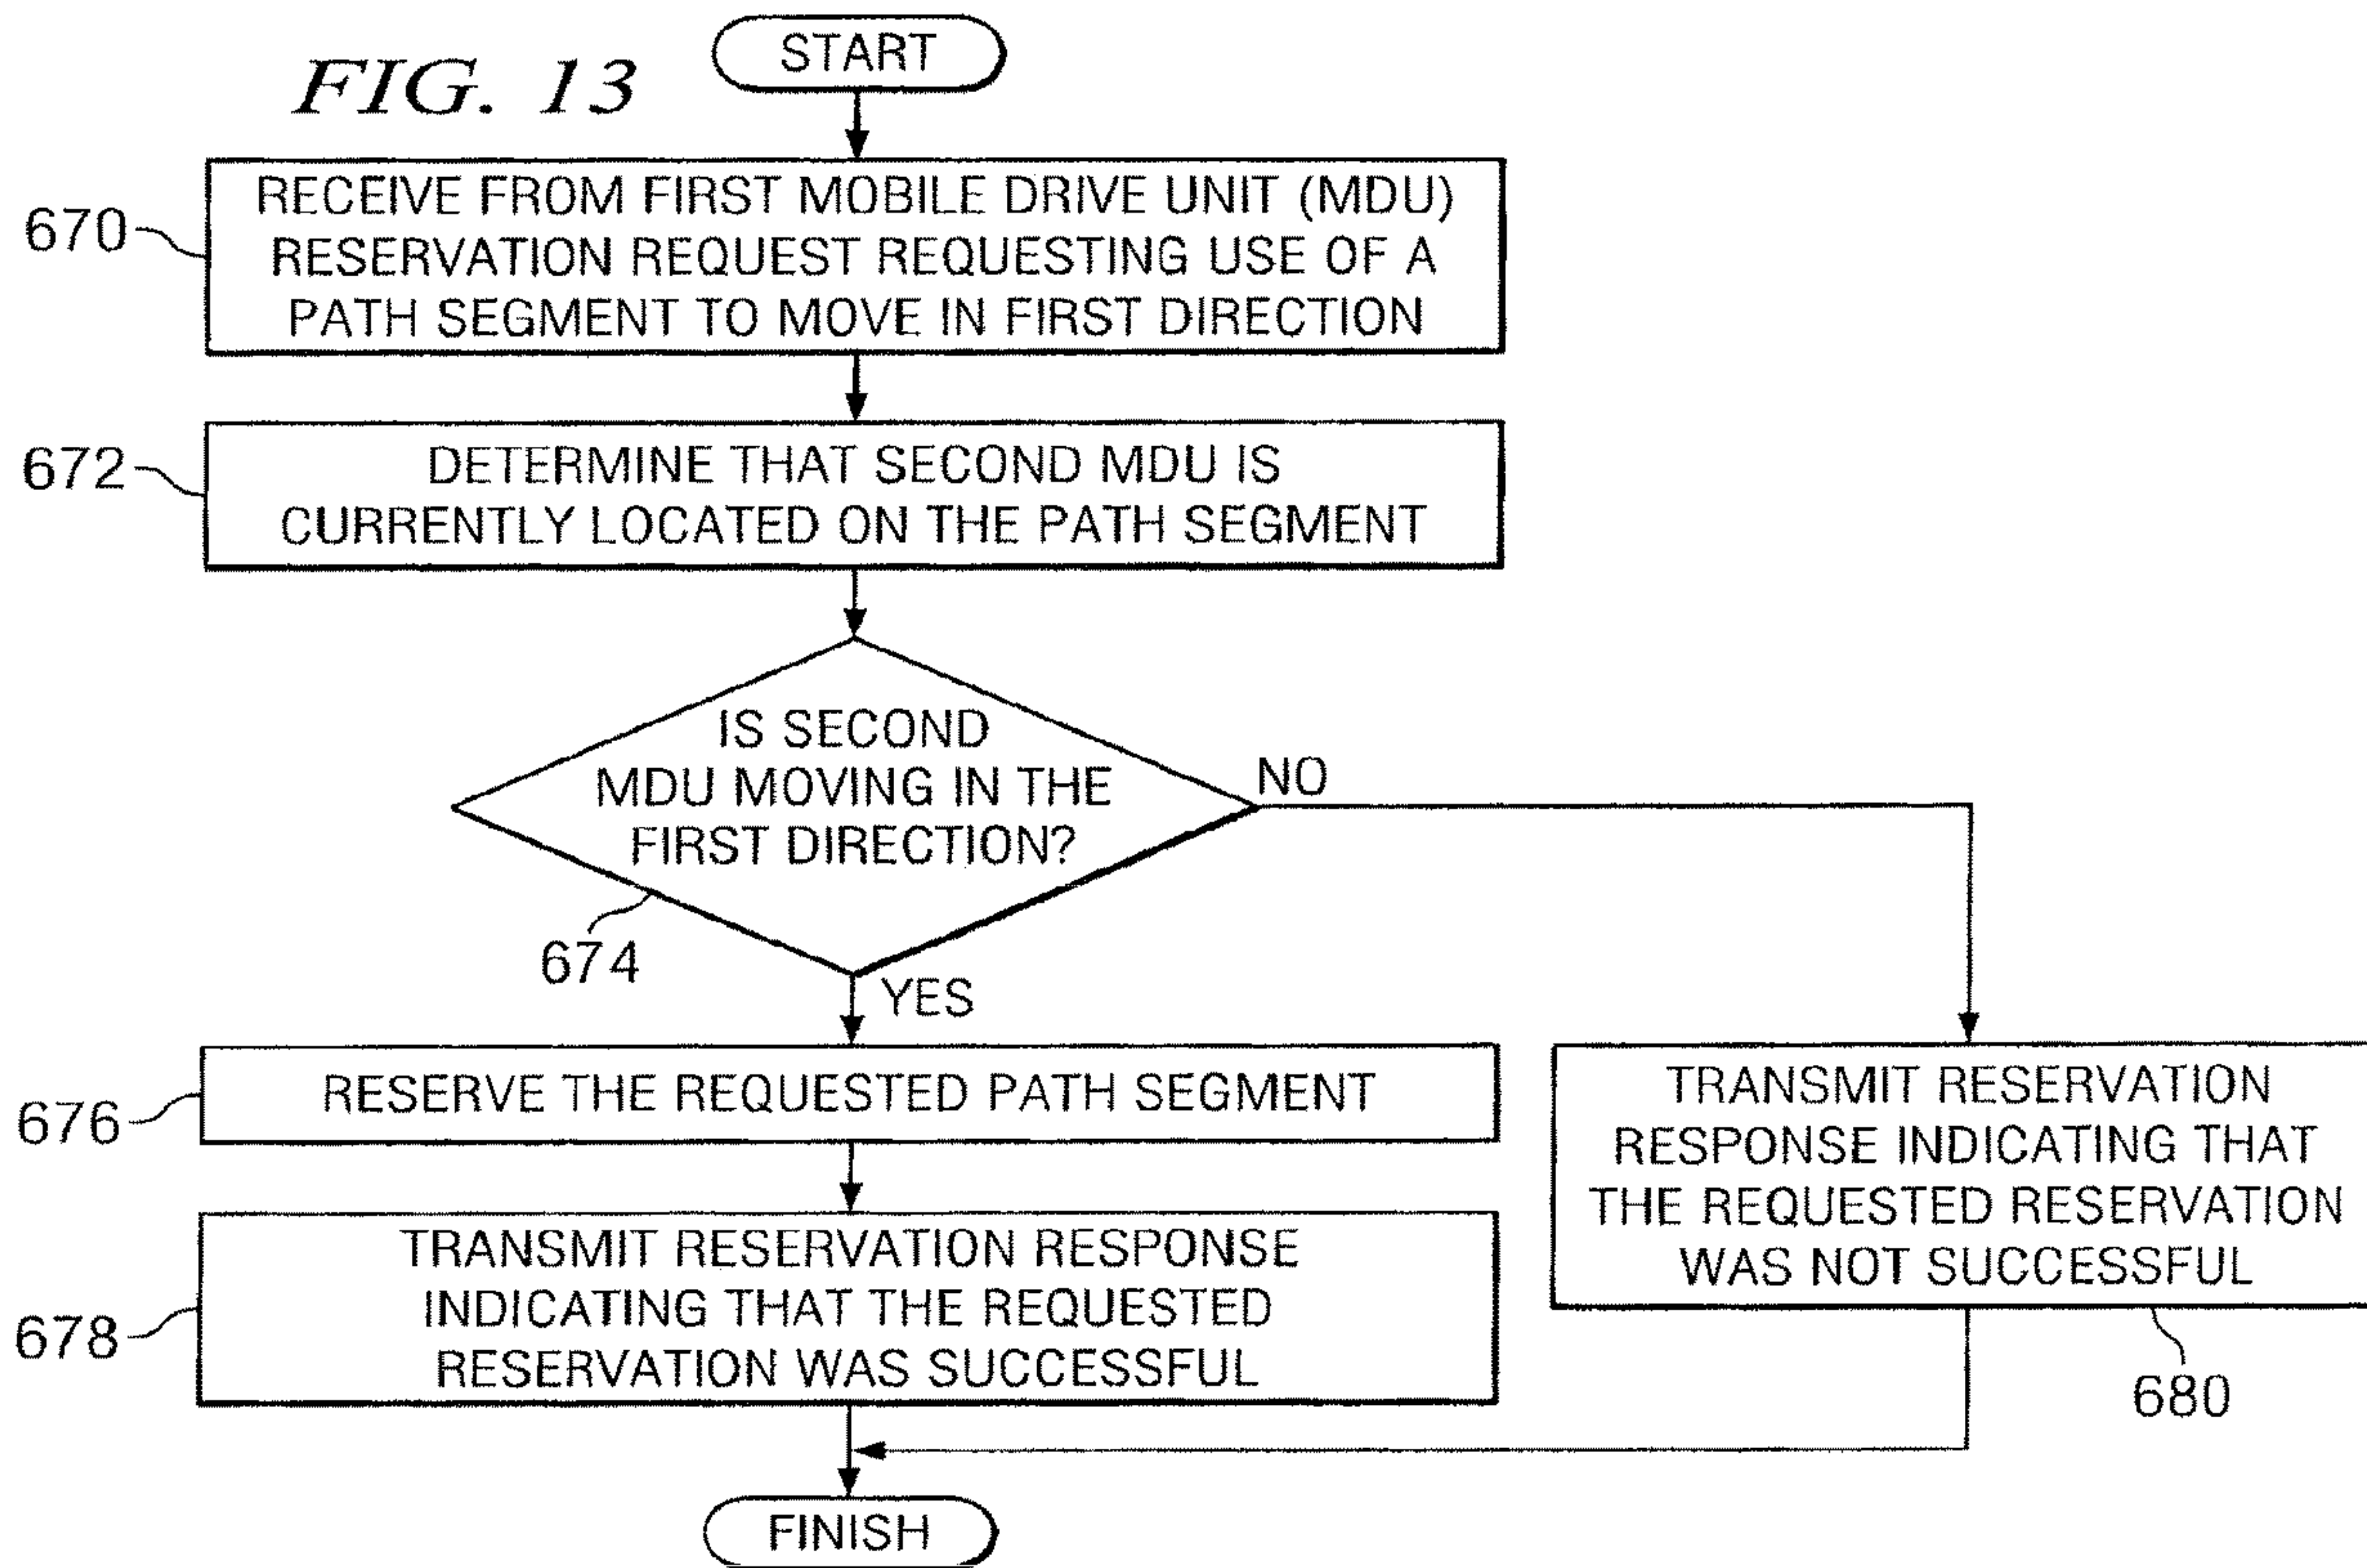 FIG. 13
START
670
RECEIVE FROM FIRST MOBILE DRIVE UNIT (MDU)
RESERVATION REQUEST REQUESTING USE OF A
PATH SEGMENT TO MOVE IN FIRST DIRECTION
672
DETERMINE THAT SECOND MDU IS
CURRENTLY LOCATED ON THE PATH SEGMENT
IS SECOND
MDU MOVING IN THE
FIRST DIRECTION?
NO
674
YES
676
RESERVE THE REQUESTED PATH SEGMENT
678
TRANSMIT RESERVATION RESPONSE
INDICATING THAT THE REQUESTED
RESERVATION WAS SUCCESSFUL
TRANSMIT RESERVATION
RESPONSE INDICATING THAT
THE REQUESTED RESERVATION
WAS NOT SUCCESSFUL
680
FINISH